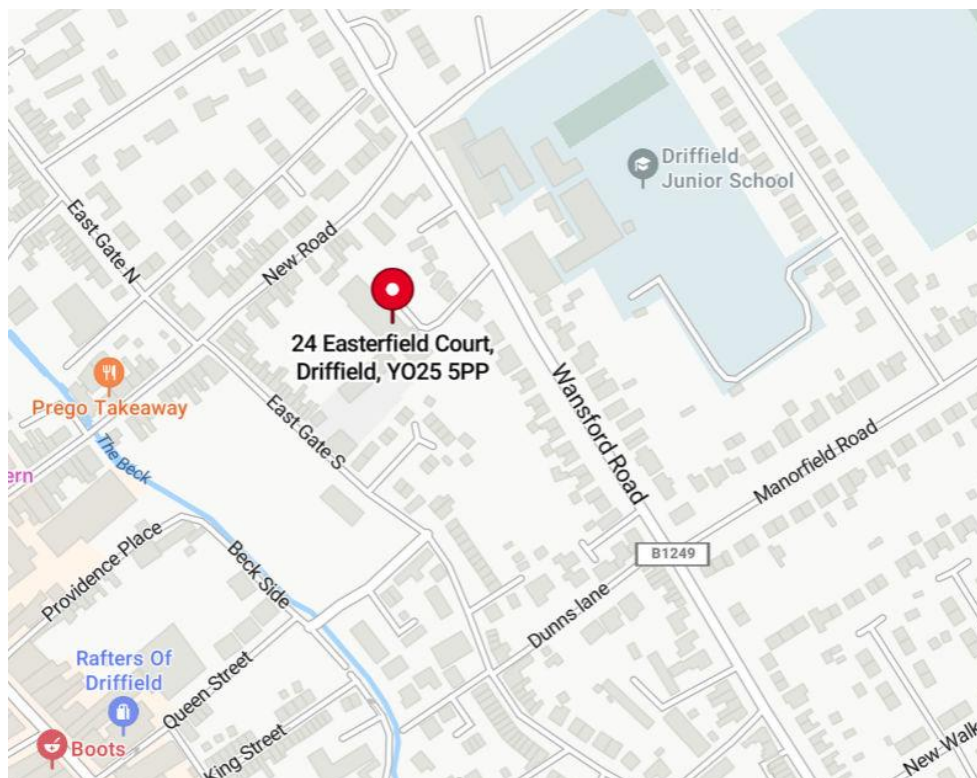 Driffield
Junior School
East Gate N
New Road
24 Easterfield Court,
Driffield, YO25 5PP
Prego Takeaway
The Beck
ern
East Gate S
Wansford Road
Manorfield Road
B1249
Providence Place
Beck Side
Dunns lane
Rafters Of
Driffield
Queen Street
Boots
King Street
New Walk